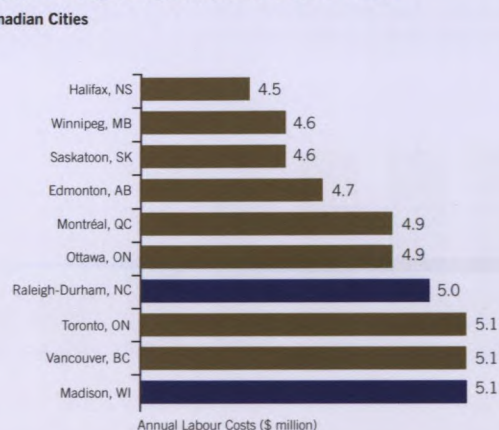 nadian Cities
Halifax, NS 4.5
Winnipeg, MB 4.6
Saskatoon, SK 4.6
Edmonton, AB 4.7
Montréal, QC 4.9
Ottawa, ON 4.9
Raleigh-Durham, NC 5.0
Toronto, ON 5.1
Vancouver, BC 5.1
Madison, WI 5.1
Annual Labour Costs ($ million)